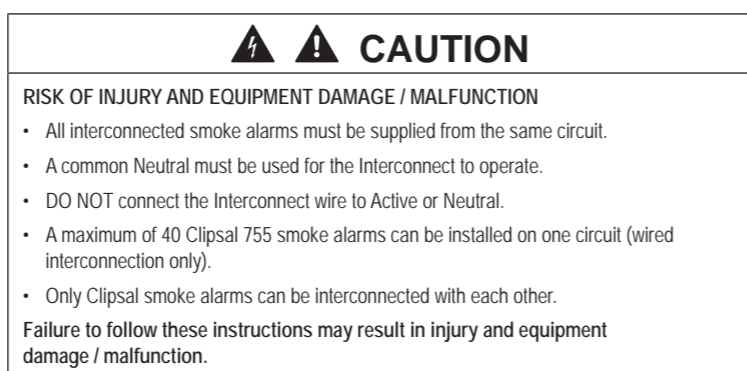 CAUTION
RISK OF INJURY AND EQUIPMENT DAMAGE / MALFUNCTION
• All interconnected smoke alarms must be supplied from the same circuit.
• A common Neutral must be used for the Interconnect to operate.
• DO NOT connect the Interconnect wire to Active or Neutral.
• A maximum of 40 Clipsal 755 smoke alarms can be installed on one circuit (wired
interconnection only).
• Only Clipsal smoke alarms can be interconnected with each other.
Failure to follow these instructions may result in injury and equipment
damage / malfunction.